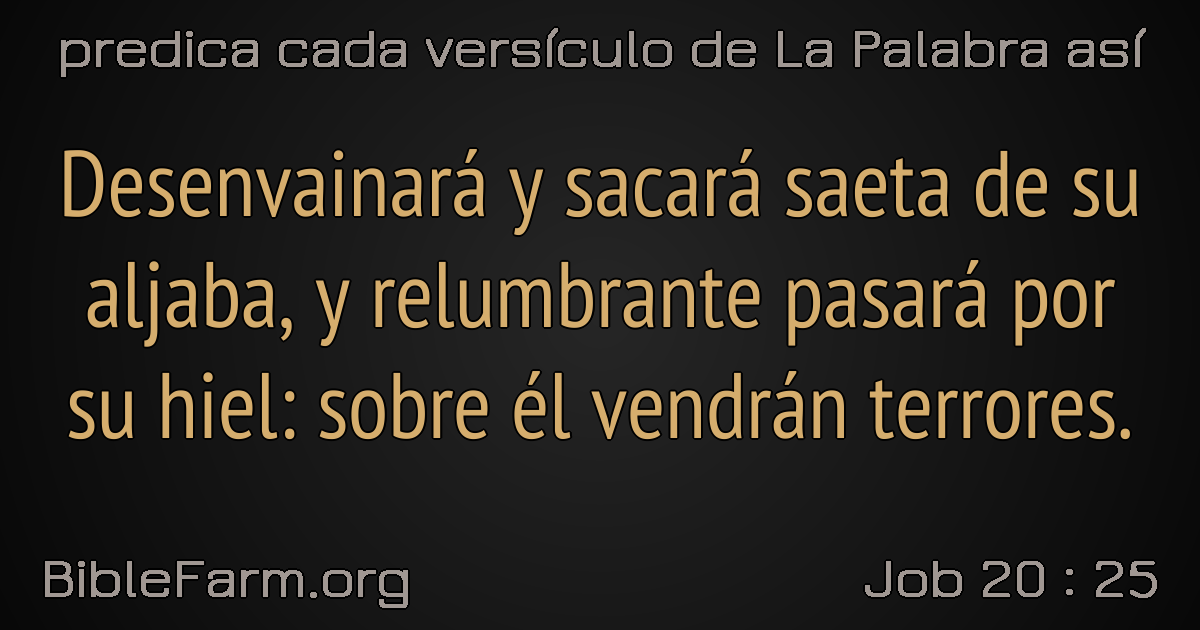 predica cada versículo de La Palabra así
Desenvainará y sacará saeta de su
aljaba, y relumbrante pasará por
su hiel: sobre él vendrán terrores.
BibleFarm.org
Job 20 : 25